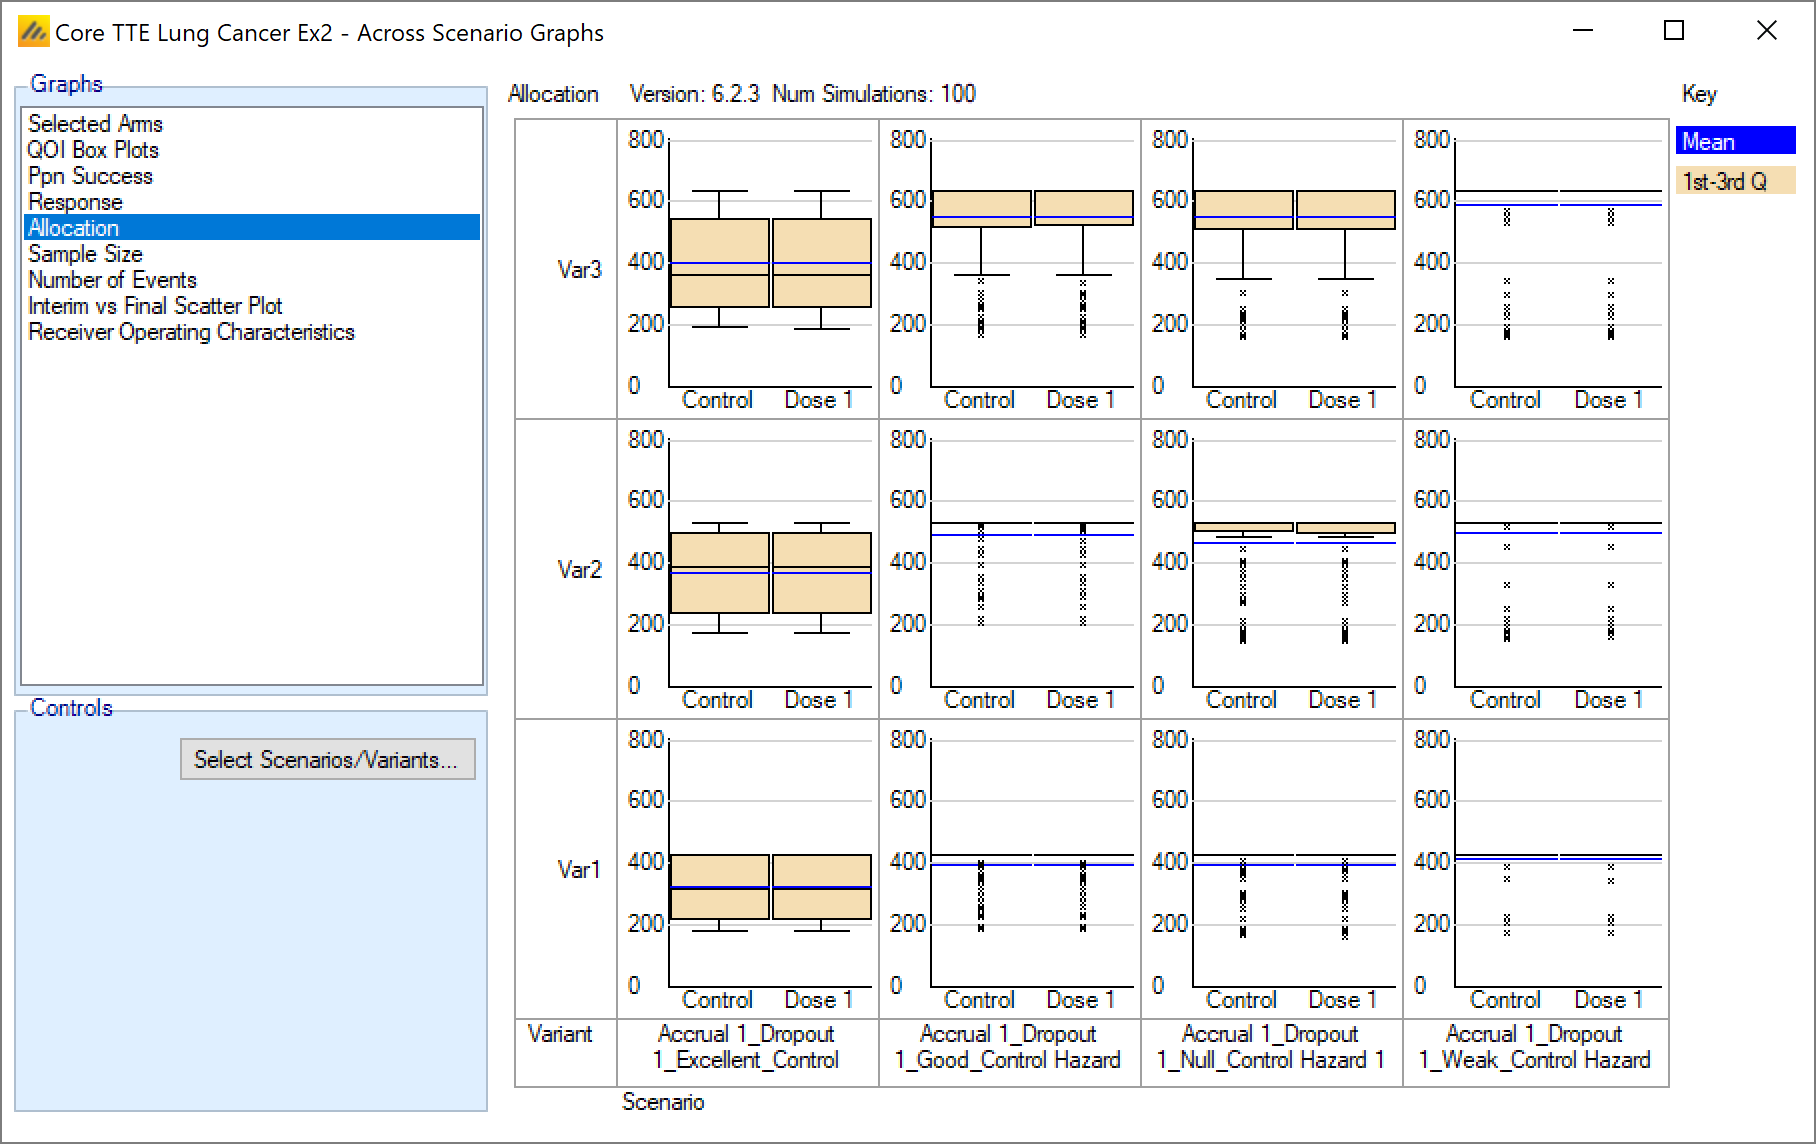 Core TTE Lung Cancer Ex2 - Across Scenario Graphs
Graphs
Selected Arms
QOI Box Plots
Ppn Success
Response
Allocation
Sample Size
Number of Events
Interim vs Final Scatter Plot
Receiver Operating Characteristics
Controls
Select Scenarios/Variants...
Allocation Version: 6.2.3 Num Simulations: 100
Key
Mean
1st-3rd Q
Var3
800
600
400
200
0
Control Dose 1
800
600
400
200
0
Control Dose 1
800
600
400
200
0
Control Dose 1
800
600
400
200
0
Control Dose 1
Var2
800
600
400
200
0
Control Dose 1
800
600
400
200
0
Control Dose 1
800
600
400
200
0
Control Dose 1
800
600
400
200
0
Control Dose 1
Var1
800
600
400
200
0
Control Dose 1
800
600
400
200
0
Control Dose 1
800
600
400
200
0
Control Dose 1
800
600
400
200
0
Control Dose 1
Variant
Accrual 1_Dropout
1_Excellent_Control
Accrual 1_Dropout
1_Good_Control Hazard
Accrual 1_Dropout
1_Null_Control Hazard 1
Accrual 1_Dropout
1_Weak_Control Hazard
Scenario